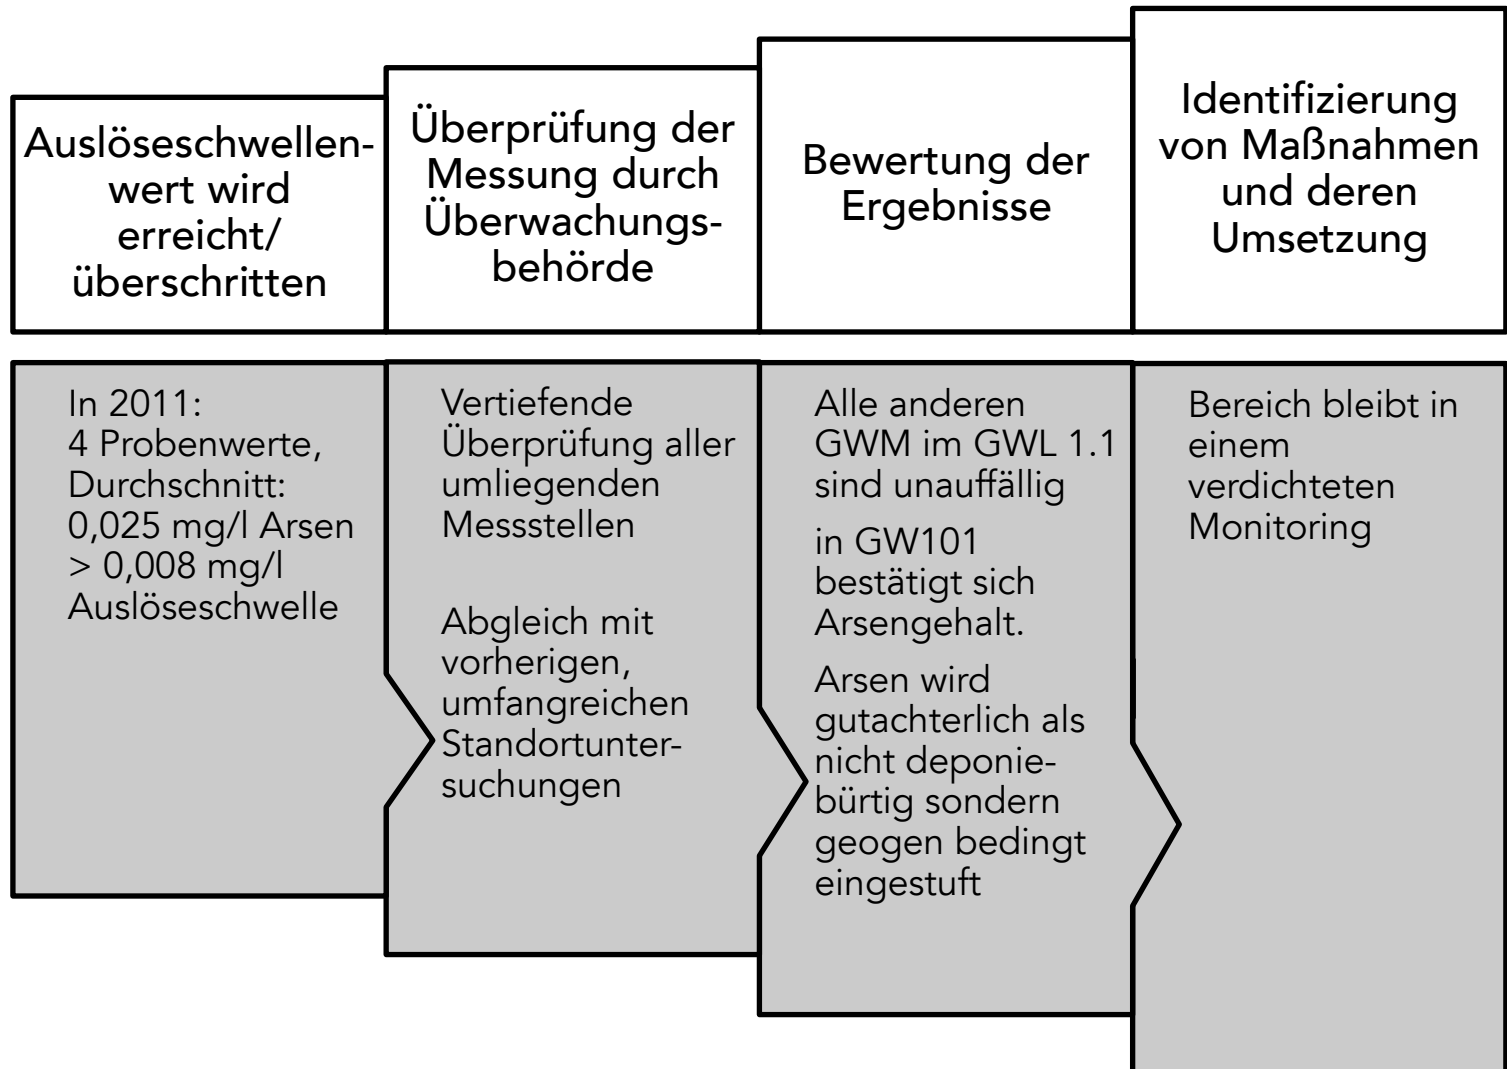 Auslöseschwellen-
wert wird
erreicht/
überschritten
Überprüfung der
Messung durch
Überwachungs-
behörde
Bewertung der
Ergebnisse
Identifizierung
von Maßnahmen
und deren
Umsetzung
In 2011:
4 Probenwerte,
Durchschnitt:
0,025 mg/l Arsen
> 0,008 mg/l
Auslöseschwelle
Vertiefende
Überprüfung aller
umliegenden
Messstellen
Abgleich mit
vorherigen,
umfangreichen
Standortunter-
suchungen
Alle anderen
GWM im GWL 1.1
sind unauffällig
in GW101
bestätigt sich
Arsengehalt.
Arsen wird
gutachterlich als
nicht deponie-
bürtig sondern
geogen bedingt
eingestuft
Bereich bleibt in
einem
verdichteten
Monitoring